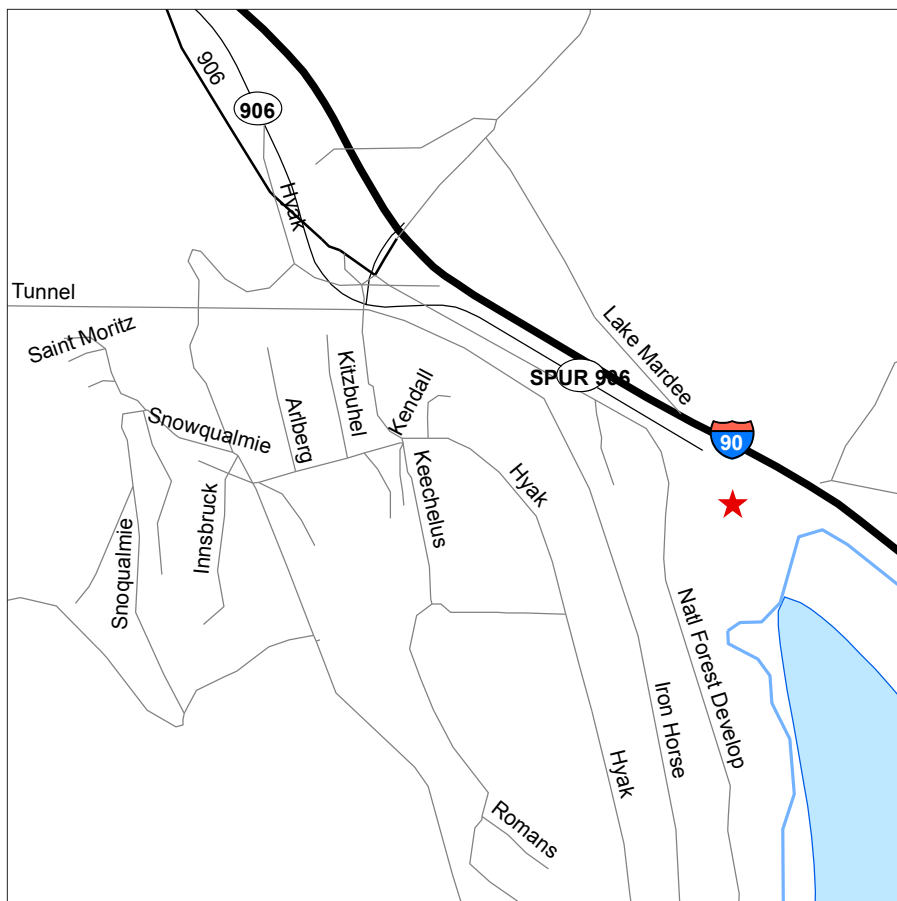 906
906
Hyak
Tunnel
Lake Mardee
Saint Moritz
Kitzbuhel
Kendall
SPUR 906
Arlberg
Snowqualmie
90
Keechelus
Hyak
Innsbruck
Snoqualmie
Natl Forest Develop
Iron Horse
Hyak
Romans